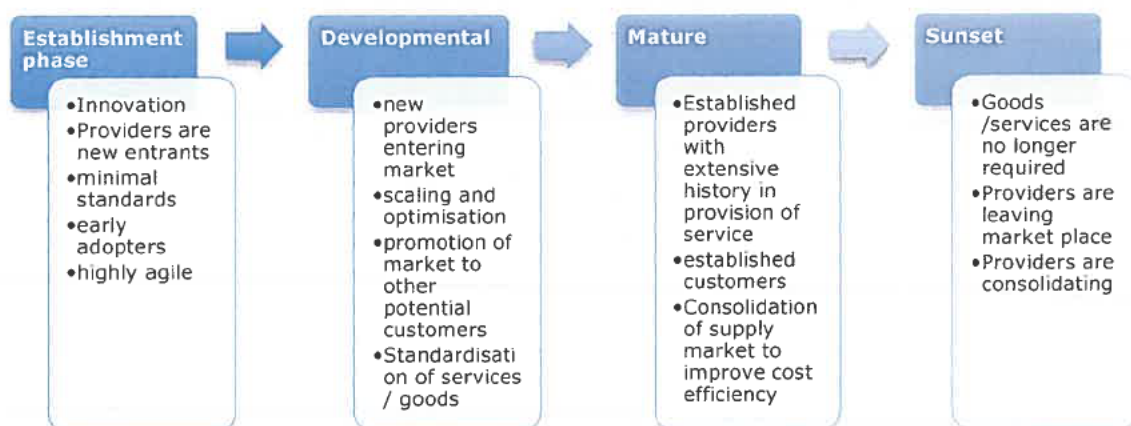 Establishment
phase
•Innovation
•Providers are
new entrants
•minimal
standards
•early
adopters
•highly agile
Developmental
•new
providers
entering
market
•scaling and
optimisation
•promotion of
market to
other
potential
customers
•Standardisati
on of services
/ goods
Mature
•Established
providers
with
extensive
history in
provision of
service
•established
customers
•Consolidation
of supply
market to
improve cost
efficiency
Sunset
•Goods
/services are
no longer
required
•Providers are
leaving
market place
•Providers are
consolidating